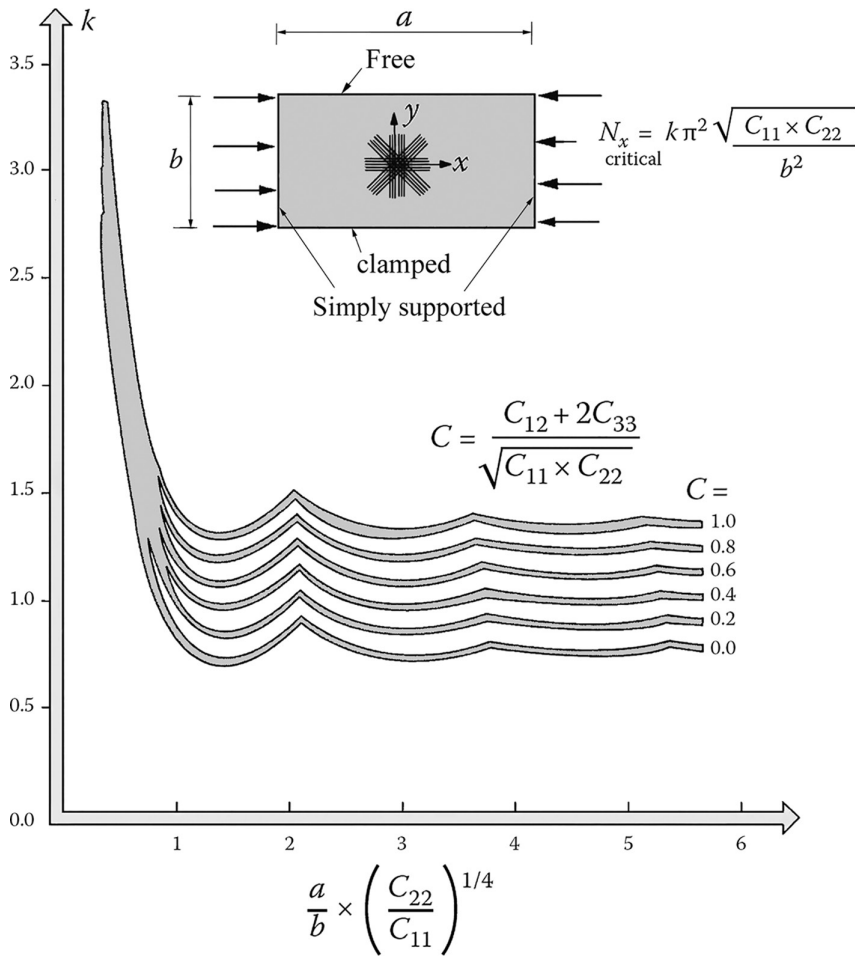 k
a
3.5
Free
b
y
x
N_x critical = k π² √(C₁₁ × C₂₂) / b²
3.0
clamped
2.5
Simply supported
2.0
C = (C₁₂ + 2C₃₃) / √(C₁₁ × C₂₂)
C =
1.5
1.0
0.8
0.6
1.0
0.4
0.2
0.0
0.5
0.0
1 2 3 4 5 6
a/b × (C₂₂/C₁₁)^1/4